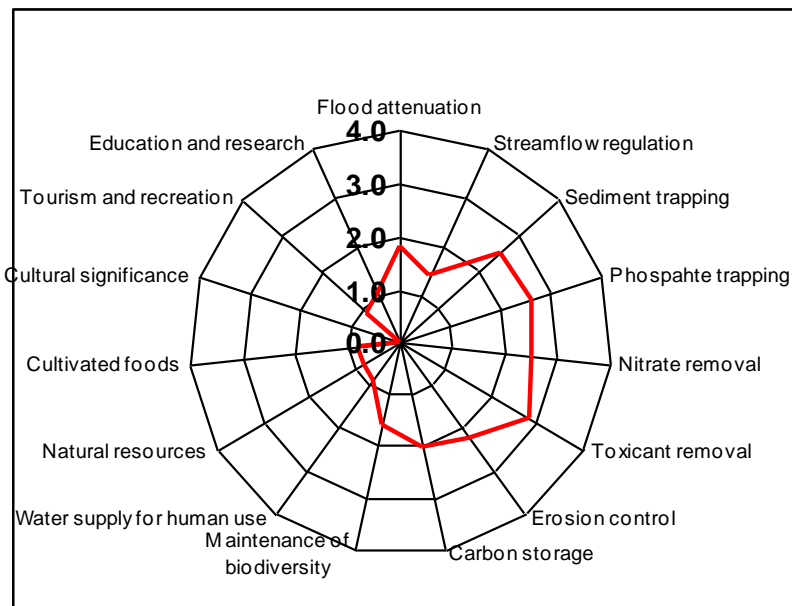 Flood attenuation
4.0
Education and research
Streamflow regulation
3.0
Tourism and recreation
Sediment trapping
2.0
Cultural significance
Phospahte trapping
1.0
0.0
Cultivated foods
Nitrate removal
Natural resources
Toxicant removal
Water supply for human use
Erosion control
Maintenance of
biodiversity
Carbon storage